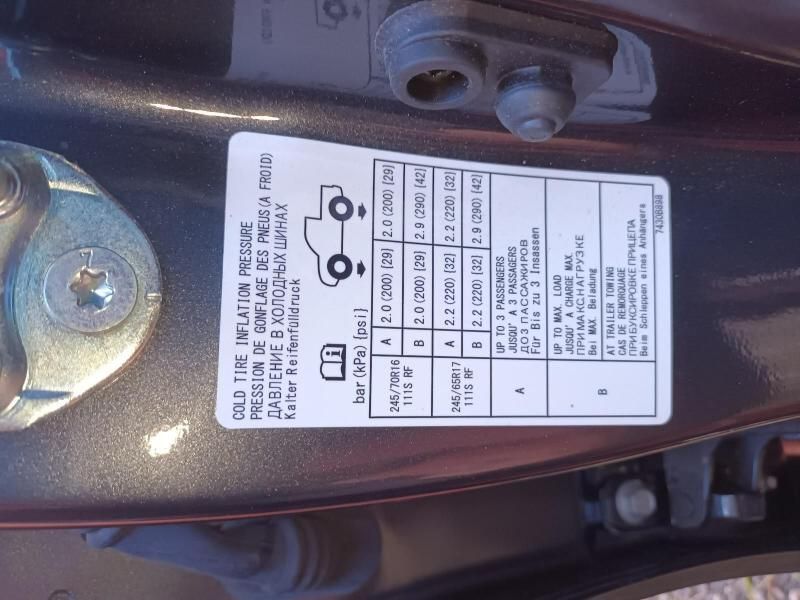 COLD TIRE INFLATION PRESSURE
PRESSION DE GONFLAGE DES PNEUS(A FROID)
ДАВЛЕНИЕ В ХОЛОДНЫХ ШИНАХ
Kalter Reifenfülldruck
bar (kPa) [psi]
245/70R16 111S RF
A 2.0 (200) [29] 2.0 (200) [29]
B 2.0 (200) [29] 2.9 (290) [42]
245/65R17 111S RF
A 2.2 (220) [32] 2.2 (220) [32]
B 2.2 (220) [32] 2.9 (290) [42]
A
UP TO 3 PASSENGERS
JUSQU' A 3 PASSAGERS
ДО 3 ПАССАЖИРОВ
Für Bis zu 3 Insassen
B
UP TO MAX. LOAD
JUSQU' A CHARGE MAX.
ПРИ МАКС.НАГРУЗКЕ
Bei MAX. Beladung
AT TRAILER TOWING
CAS DE REMORQUAGE
ПРИ БУКСИРОВКЕ ПРИЦЕПА
Beim Schleppen eines Anhängers
7430B898